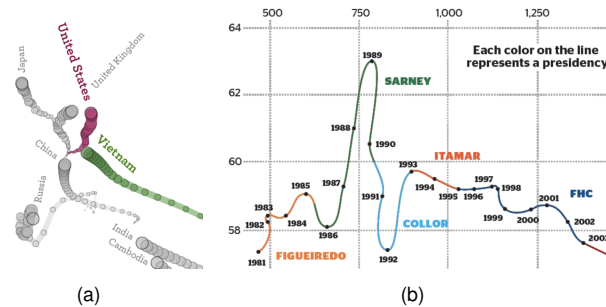 Japan
United States
United Kingdom
Vietnam
China
Russia
India
Cambodia
(a)
(b)
500
750
1,000
1,250
64
62
60
58
Each color on the line
represents a presidency
1989
SARNEY
1988
1990
1993
ITAMAR
1987
1985
1991
1994
1995
1996
1997
1998
FHC
1983
1982
1984
1986
COLLOR
1999
2000
2001
2002
1981
FIGUEIREDO
1992